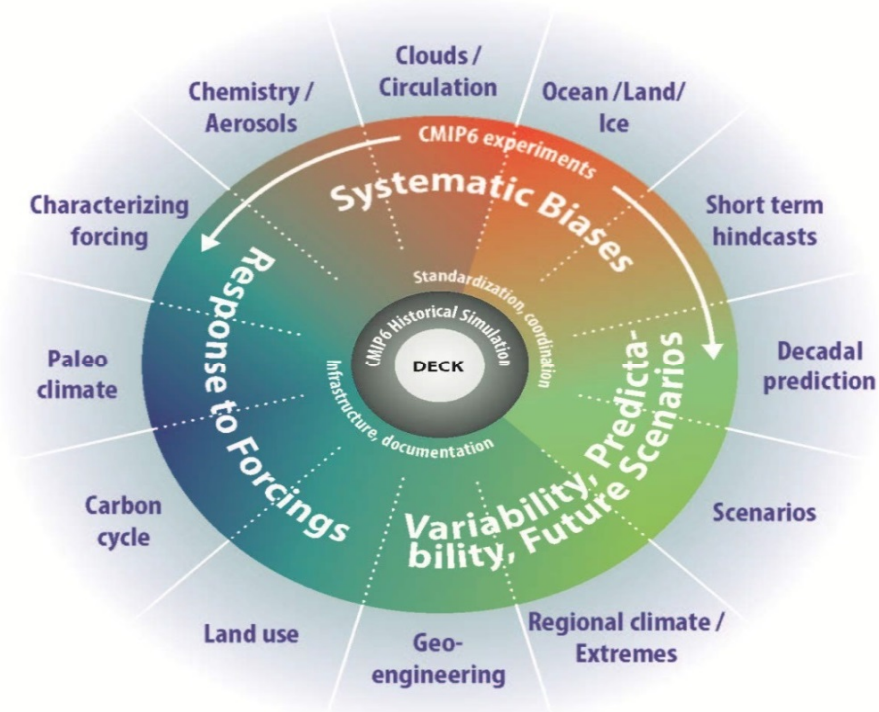 Clouds /
Circulation
Ocean /Land/
Ice
Short term
hindcasts
Decadal
prediction
Scenarios
Regional climate /
Extremes
Geo-
engineering
Land use
Carbon
cycle
Paleo
climate
Characterizing
forcing
Chemistry /
Aerosols
CMIP6 experiments
Systematic Biases
Variability, Predicta-
bility, Future Scenarios
Response to Forcings
Standardization, coordination
Infrastructure, documentation
CMIP6 Historical Simulation
DECK